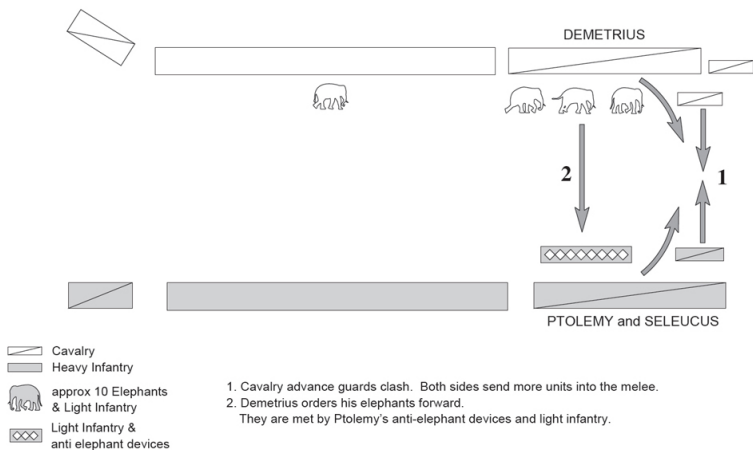 DEMETRIUS
2
1
PTOLEMY and SELEUCUS
Cavalry
Heavy Infantry
approx 10 Elephants
& Light Infantry
Light Infantry &
anti elephant devices
1. Cavalry advance guards clash. Both sides send more units into the melee.
2. Demetrius orders his elephants forward.
They are met by Ptolemy's anti-elephant devices and light infantry.